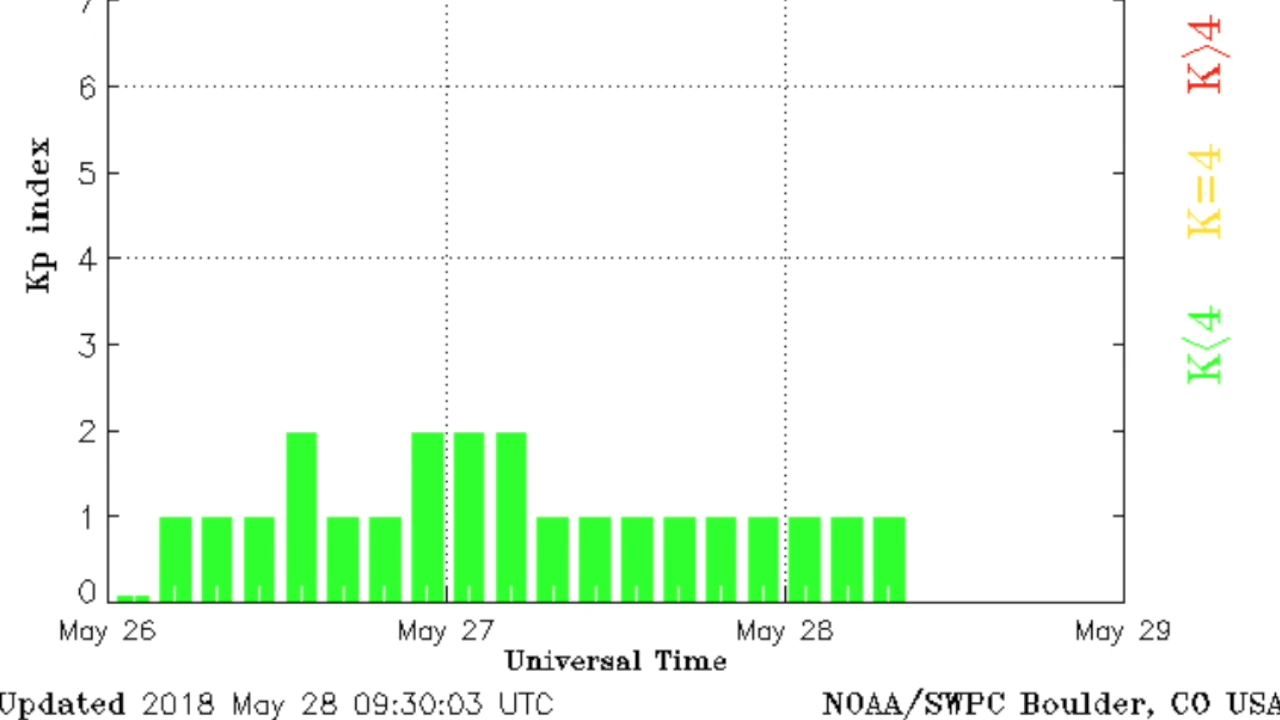 7
6
5
4
3
2
1
0
Kp index
K>4
K=4
K<4
May 26 May 27 May 28 May 29
Universal Time
Updated 2018 May 28 09:30:03 UTC NOAA/SWPC Boulder, CO USA